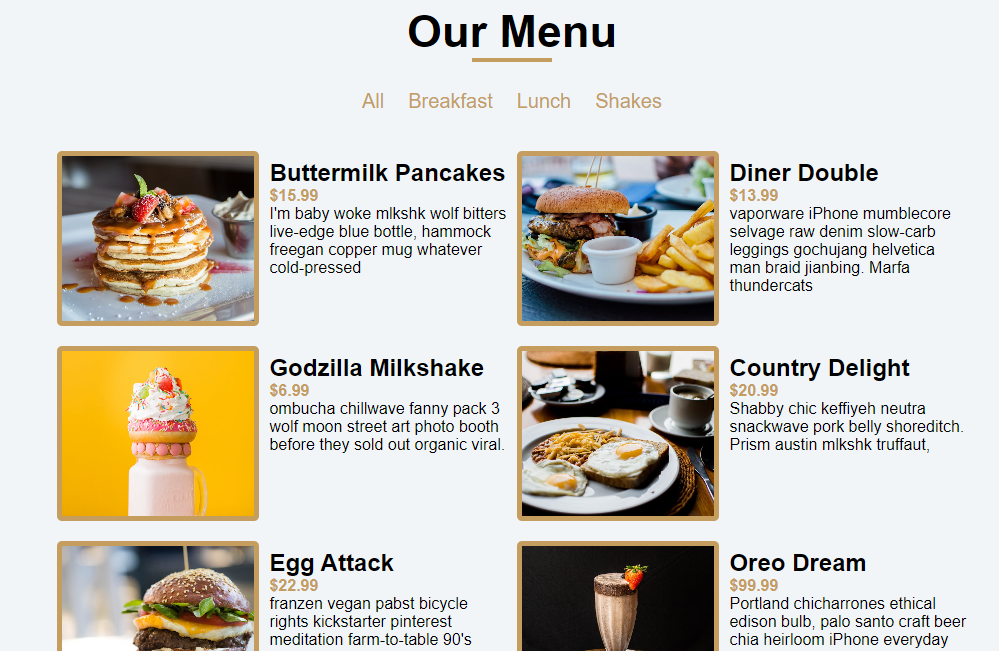 Our Menu
All Breakfast Lunch Shakes
Buttermilk Pancakes
$15.99
I'm baby woke mlkshk wolf bitters
live-edge blue bottle, hammock
freegan copper mug whatever
cold-pressed
Diner Double
$13.99
vaporware iPhone mumblecore
selvage raw denim slow-carb
leggings gochujang helvetica
man braid jianbing. Marfa
thundercats
Godzilla Milkshake
$6.99
ombucha chillwave fanny pack 3
wolf moon street art photo booth
before they sold out organic viral.
Country Delight
$20.99
Shabby chic keffiyeh neutra
snackwave pork belly shoreditch.
Prism austin mlkshk truffaut,
Egg Attack
$22.99
franzen vegan pabst bicycle
rights kickstarter pinterest
meditation farm-to-table 90's
Oreo Dream
$99.99
Portland chicharrones ethical
edison bulb, palo santo craft beer
chia heirloom iPhone everyday